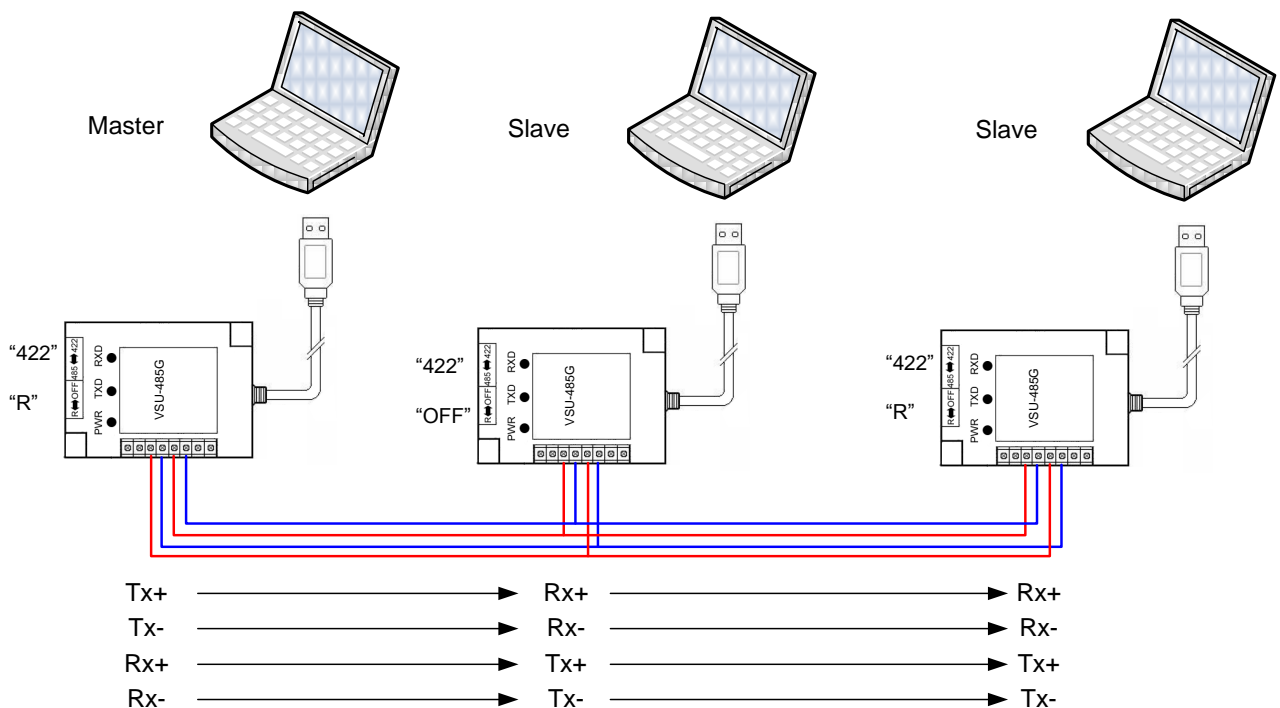 Master
Slave
Slave
“422”
“R”
485⬌422
R⬌OFF
RXD
TXD
PWR
VSU-485G
“422”
“OFF”
485⬌422
R⬌OFF
RXD
TXD
PWR
VSU-485G
“422”
“R”
485⬌422
R⬌OFF
RXD
TXD
PWR
VSU-485G
Tx+ Rx+ Rx+
Tx- Rx- Rx-
Rx+ Tx+ Tx+
Rx- Tx- Tx-